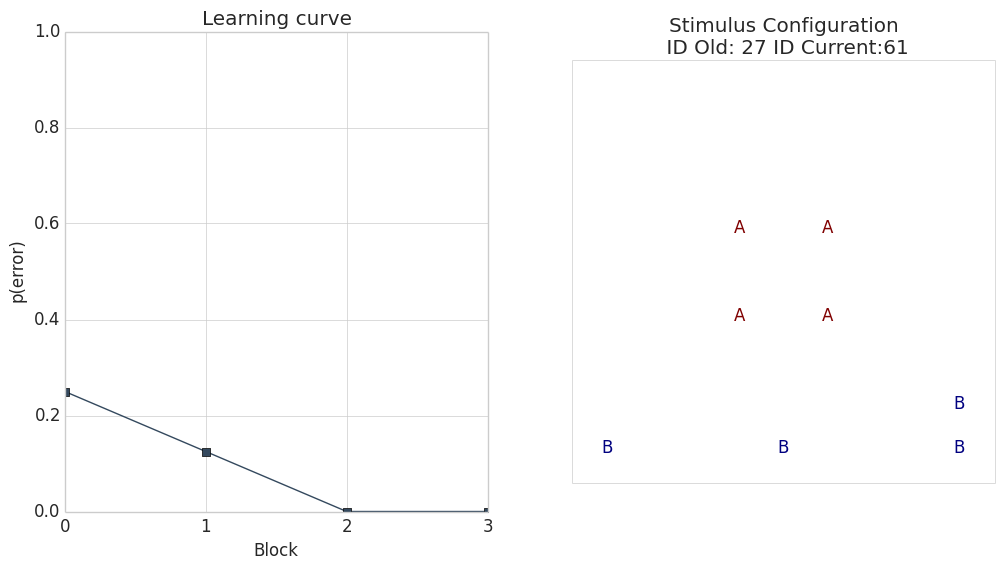 Learning curve
1.0
0.8
0.6
0.4
0.2
0.0
0 1 2 3
p(error)
Block
Stimulus Configuration
ID Old: 27 ID Current:61
A A
A A
B
B B B